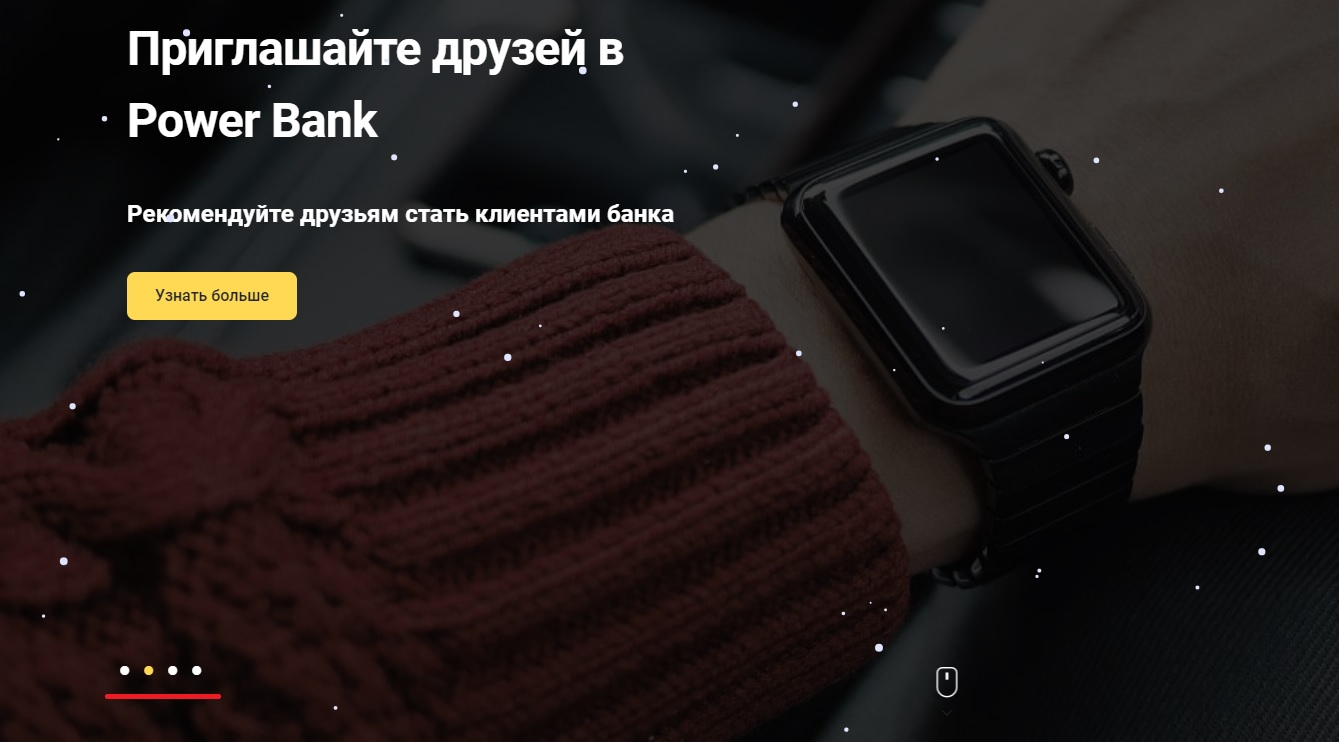 Приглашайте друзей в
Power Bank
Рекомендуйте друзьям стать клиентами банка
Узнать больше